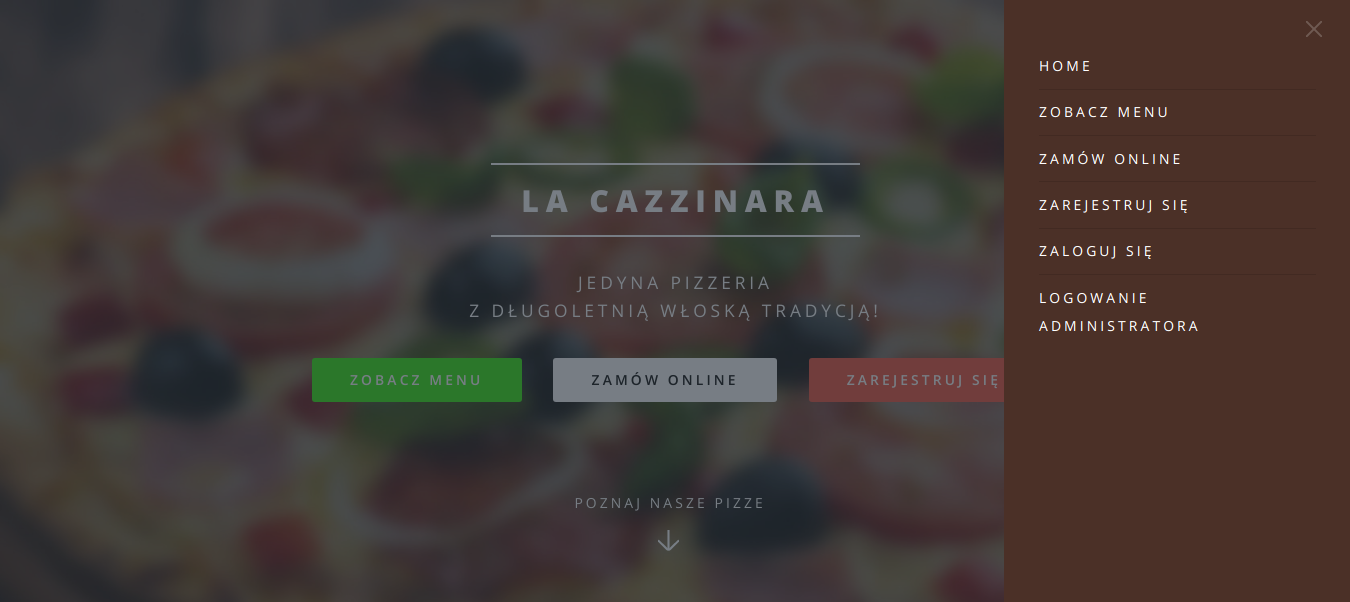 LA CAZZINARA
JEDYNA PIZZERIA
Z DŁUGOLETNIĄ WŁOSKĄ TRADYCJĄ!
ZOBACZ MENU
ZAMÓW ONLINE
ZAREJESTRUJ SIĘ
POZNAJ NASZE PIZZE
HOME
ZOBACZ MENU
ZAMÓW ONLINE
ZAREJESTRUJ SIĘ
ZALOGUJ SIĘ
LOGOWANIE
ADMINISTRATORA